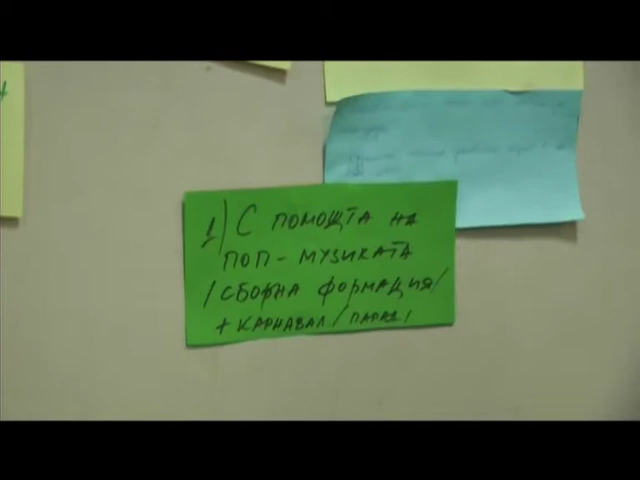 1) С ПОМОЩТА НА
ПОП - МУЗИКАТА
/ СБОРНА ФОРМАЦИЯ /
+ КАРНАВАЛ / ПАРАД /